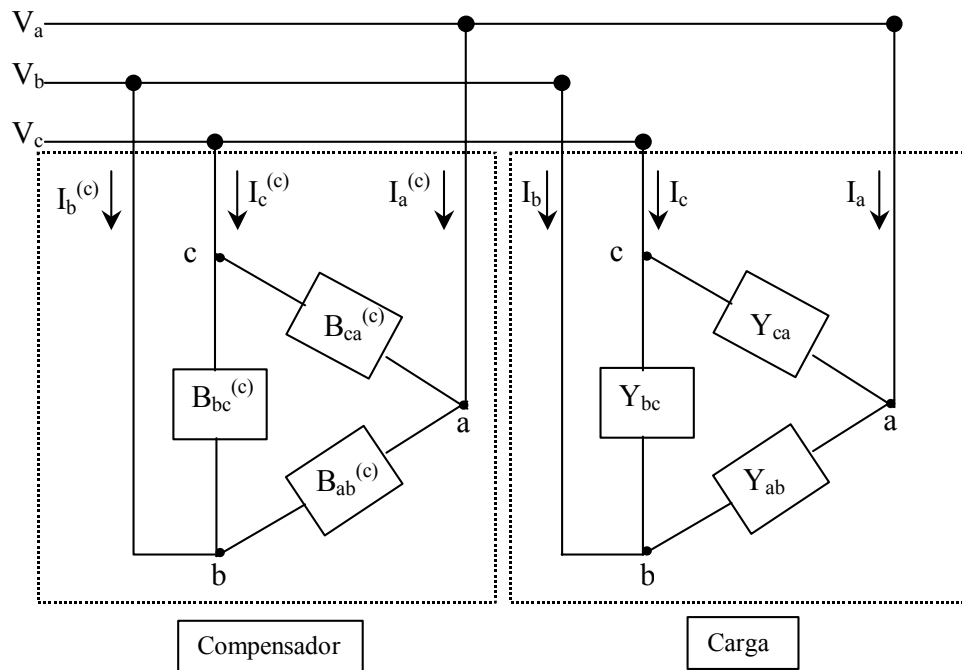 Va
Vb
Vc
Ib(c)
Ic(c)
Ia(c)
Ib
Ic
Ia
c
c
Bca(c)
Yca
Bbc(c)
Ybc
a
a
Bab(c)
Yab
b
b
Compensador
Carga